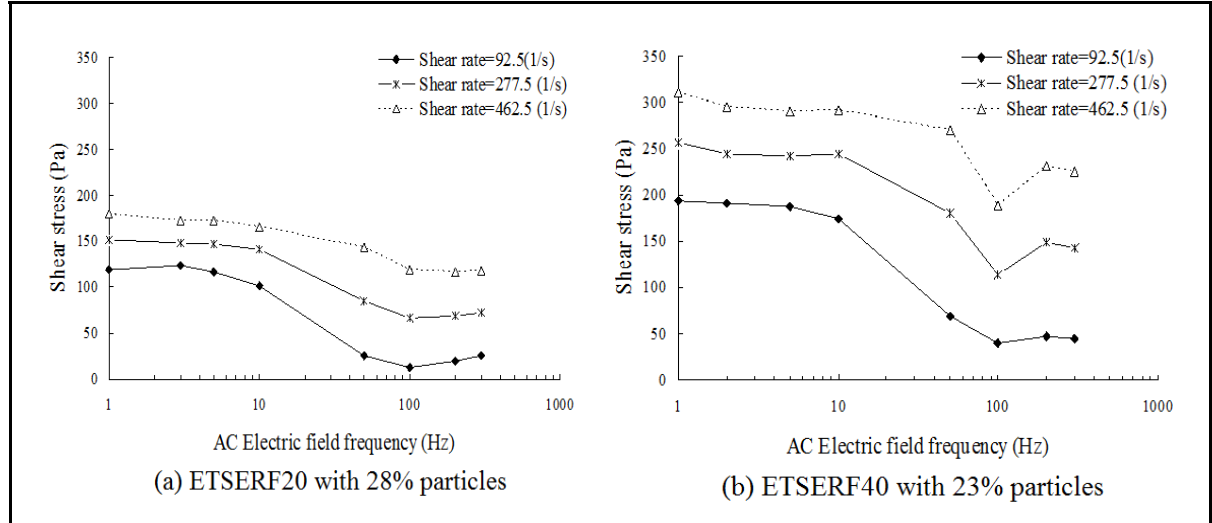 350
300
250
200
150
100
50
0
Shear stress (Pa)
Shear rate=92.5(1/s)
Shear rate=277.5 (1/s)
Shear rate=462.5 (1/s)
1
10
100
1000
AC Electric field frequency (Hz)
(a) ETSERF20 with 28% particles
350
300
250
200
150
100
50
0
Shear stress (Pa)
Shear rate=92.5(1/s)
Shear rate=277.5 (1/s)
Shear rate=462.5 (1/s)
1
10
100
1000
AC Electric field frequency (Hz)
(b) ETSERF40 with 23% particles